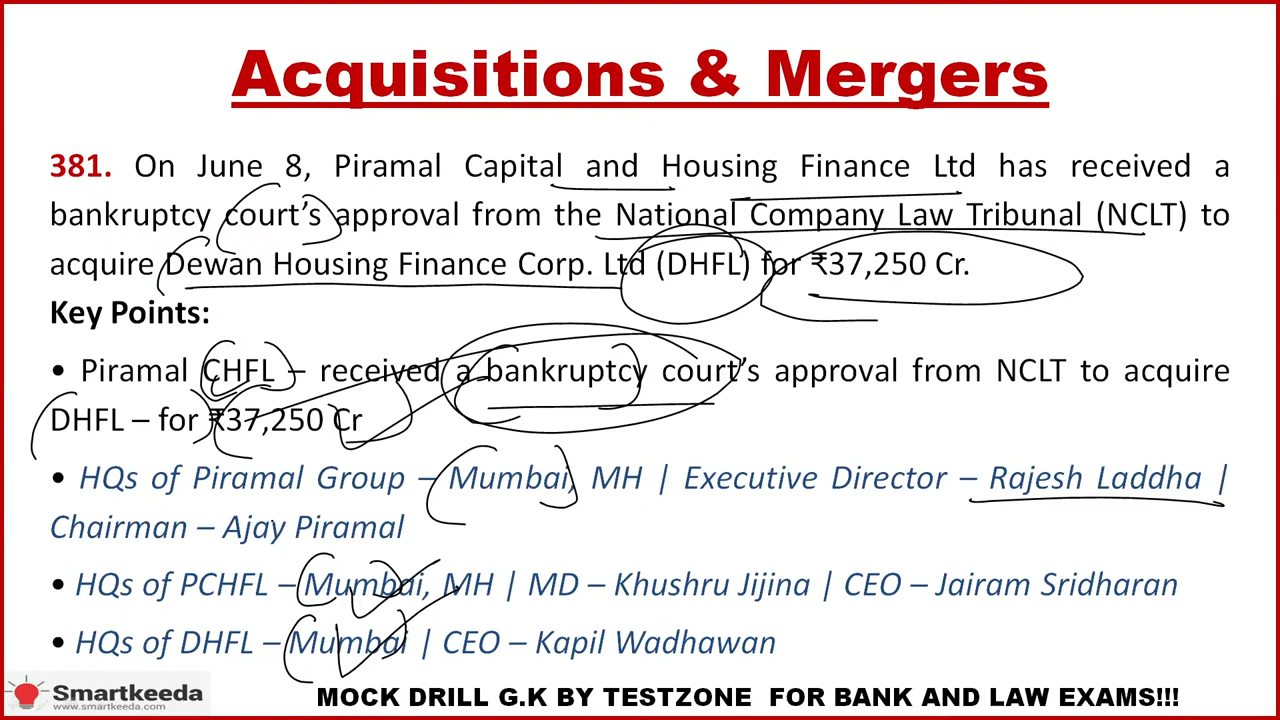 Acquisitions & Mergers
381. On June 8, Piramal Capital and Housing Finance Ltd has received a
bankruptcy court’s approval from the National Company Law Tribunal (NCLT) to
acquire Dewan Housing Finance Corp. Ltd (DHFL) for ₹37,250 Cr.
Key Points:
• Piramal CHFL – received a bankruptcy court’s approval from NCLT to acquire
DHFL – for ₹37,250 Cr
• HQs of Piramal Group – Mumbai, MH | Executive Director – Rajesh Laddha |
Chairman – Ajay Piramal
• HQs of PCHFL – Mumbai, MH | MD – Khushru Jijina | CEO – Jairam Sridharan
• HQs of DHFL – Mumbai | CEO – Kapil Wadhawan
Smartkeeda
www.smartkeeda.com
MOCK DRILL G.K BY TESTZONE FOR BANK AND LAW EXAMS!!!